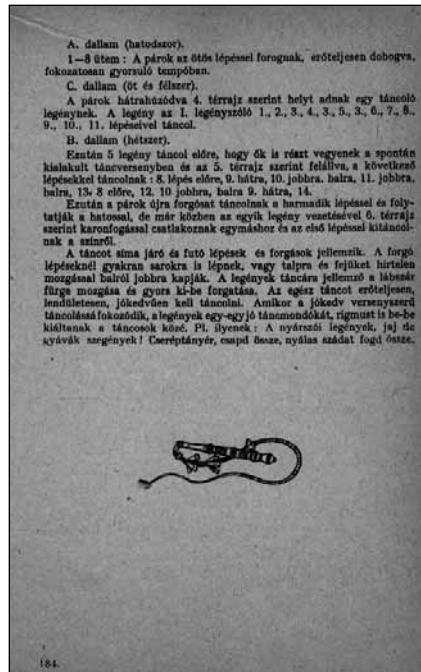 A. dallam (hatodszor).
1—8 ütem : A párok az ötös lépéssel forognak, erőteljesen dobogva,
fokozatosan gyorsuló tempóban.
C. dallam (öt és félszer).
A párok hátrahúzódva 4. térrajz szerint helyt adnak egy táncoló
legénynek. A legény az I. legényszóló 1., 2., 3., 4., 3., 5., 3., 6., 7., 8.,
9., 10., 11. lépéseivel táncol.
B. dallam (hétszer).
Ezután 5 legény táncol előre, hogy ők is részt vegyenek a spontán
kialakult táncversenyben és az 5. térrajz szerint felállva, a következő
lépésekkel táncolnak : 8. lépés előre, 9. hátra, 10. jobbra. balra, 11. jobbra,
balra, 13. 8 előre, 12. 10 jobbra, balra 9. hátra, 14.
Ezután a párok újra forgósat táncolnak a harmadik lépéssel és foly-
tatják a hatossal, de már közben az egyik legény vezetésével 6. térrajz
szerint karonfogással csatlakoznak egymáshoz és az első lépéssel kitáncol-
nak a színről.
A táncot sima járó és futó lépések és forgások jellemzik. A forgó
lépéseknél gyakran sarokra is lépnek, vagy talpra és fejüket hirtelen
mozgással balról jobbra kapják. A legények táncára jellemző a lábszár
fürge mozgása és gyors ki-be forgatása. Az egész táncot erőteljesen,
lendületesen, jókedvűen kell táncolni. Amikor a jókedv versenyszerű
táncolássá fokozódik, a legények egy-egy jó táncmondókát, rigmust is be-be
kiáltanak a táncosok közé. Pl. ilyenek : A nyárszói legények, jaj de
gyávák szegények ! Cseréptányér, csapd össze, nyálas szádat fogd össze.
184.